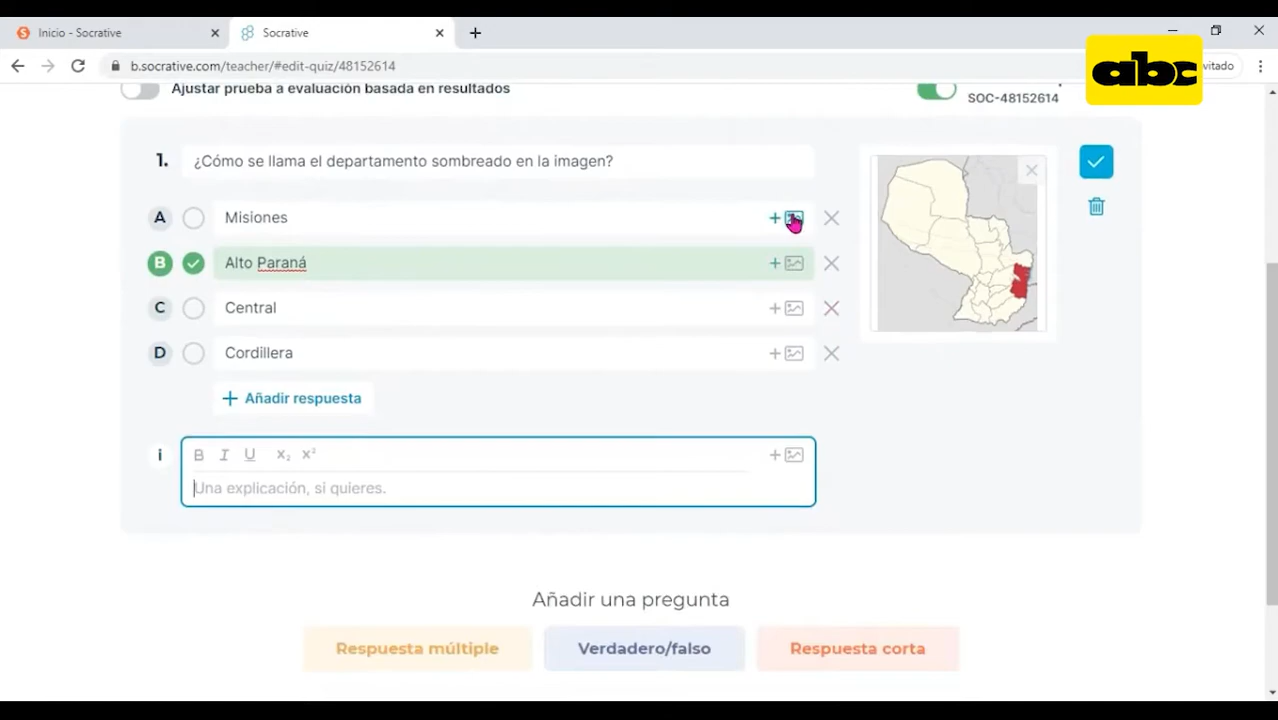 Inicio - Socrative
Socrative
b.socrative.com/teacher/#edit-quiz/48152614
vitado
abc
Ajustar prueba a evaluación basada en resultados
SOC-48152614
1. ¿Cómo se llama el departamento sombreado en la imagen?
A Misiones
B Alto Paraná
C Central
D Cordillera
+ Añadir respuesta
i B I U X₂ X²
Una explicación, si quieres.
Añadir una pregunta
Respuesta múltiple Verdadero/falso Respuesta corta